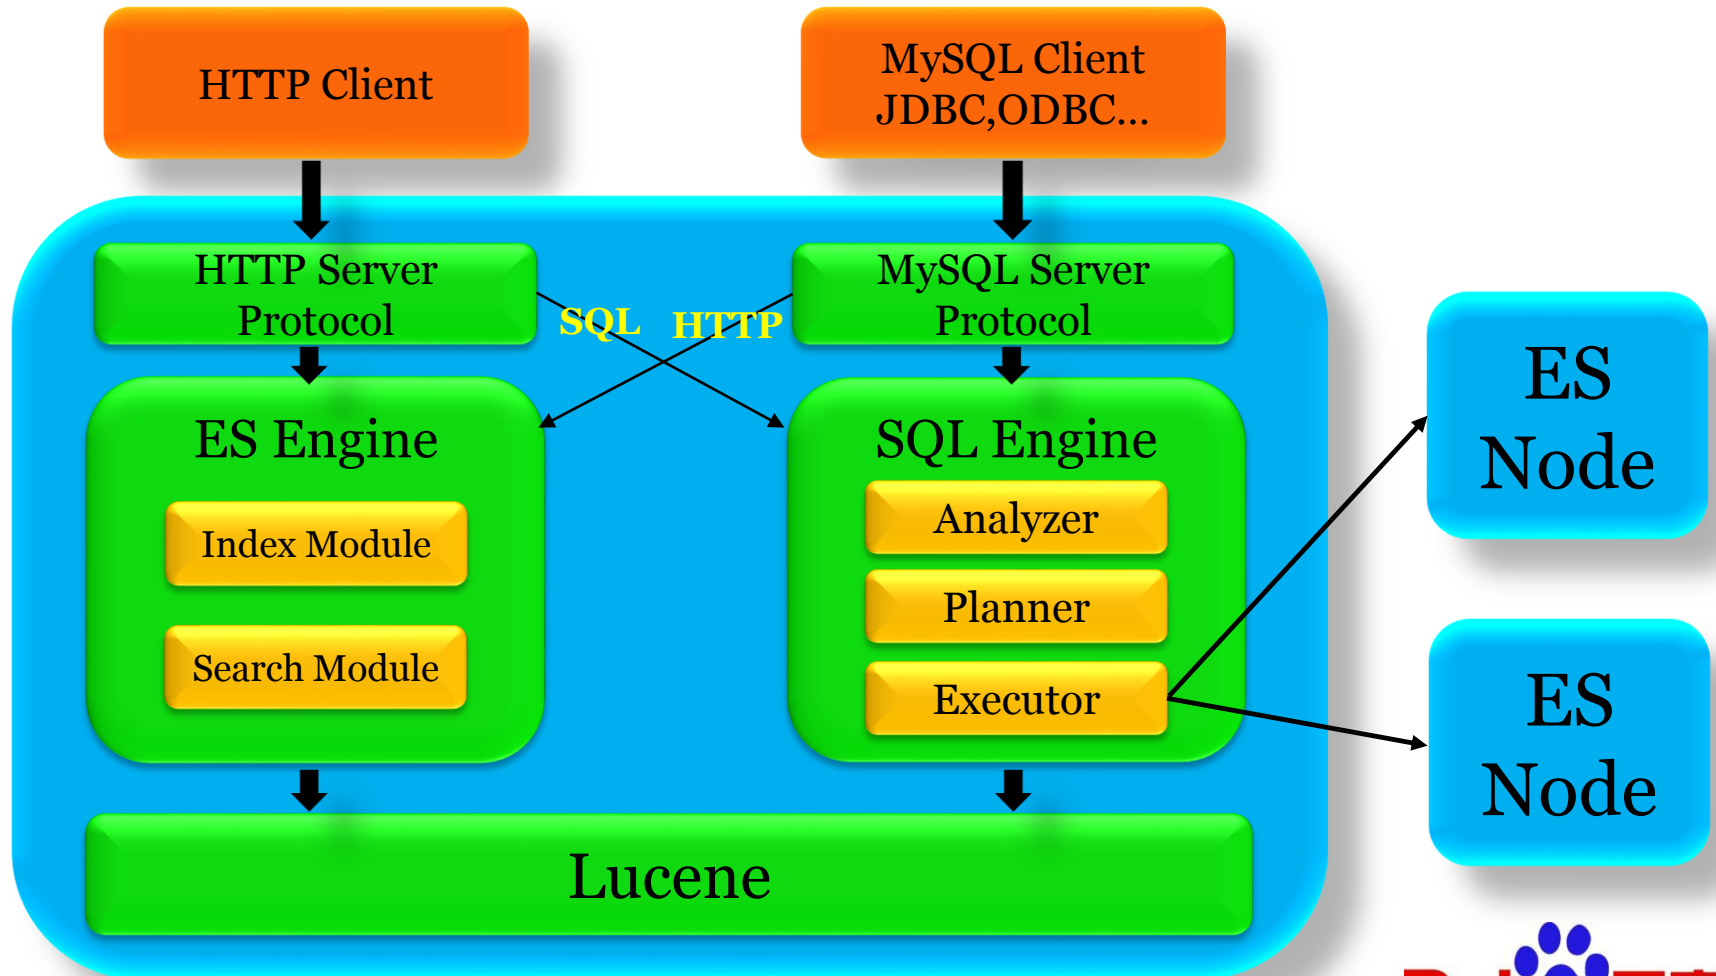 HTTP Client
MySQL Client
JDBC,ODBC...
HTTP Server
Protocol
MySQL Server
Protocol
SQL
HTTP
ES Engine
Index Module
Search Module
SQL Engine
Analyzer
Planner
Executor
ES
Node
ES
Node
Lucene